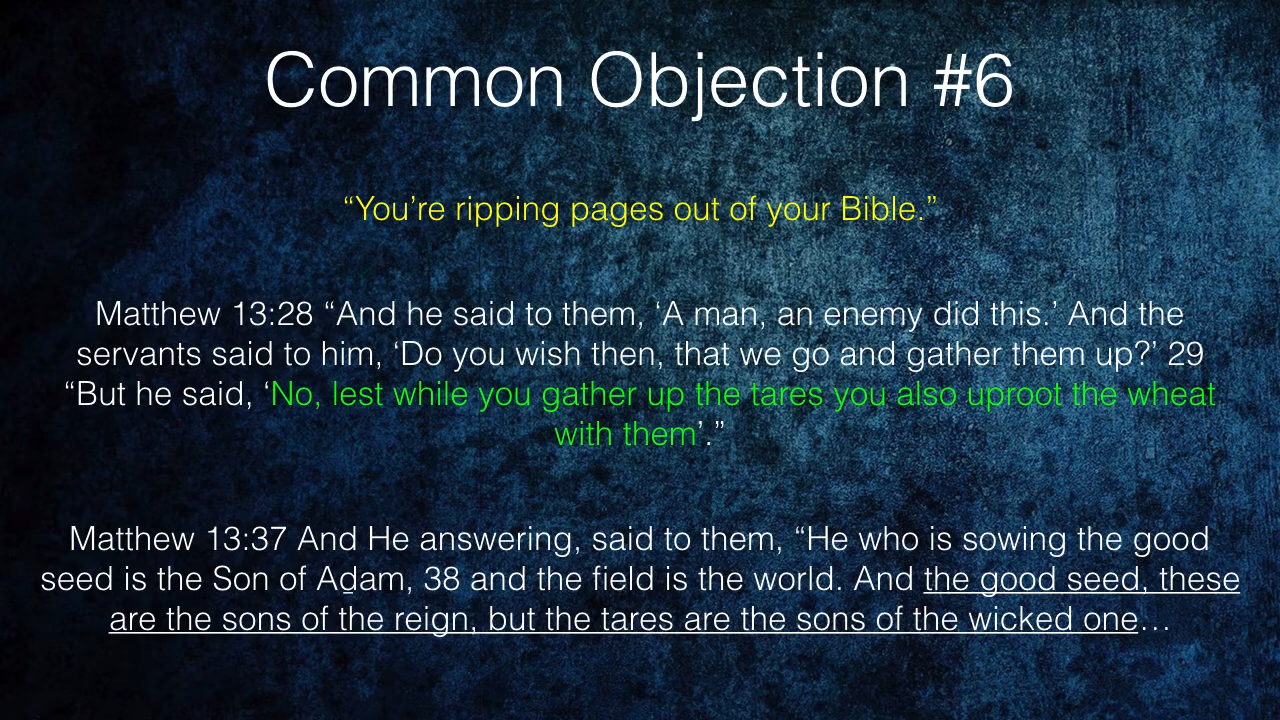 Common Objection #6
“You’re ripping pages out of your Bible.”
Matthew 13:28 “And he said to them, ‘A man, an enemy did this.’ And the
servants said to him, ‘Do you wish then, that we go and gather them up?’ 29
“But he said, ‘No, lest while you gather up the tares you also uproot the wheat
with them’.”
Matthew 13:37 And He answering, said to them, “He who is sowing the good
seed is the Son of Aḏam, 38 and the field is the world. And the good seed, these
are the sons of the reign, but the tares are the sons of the wicked one…